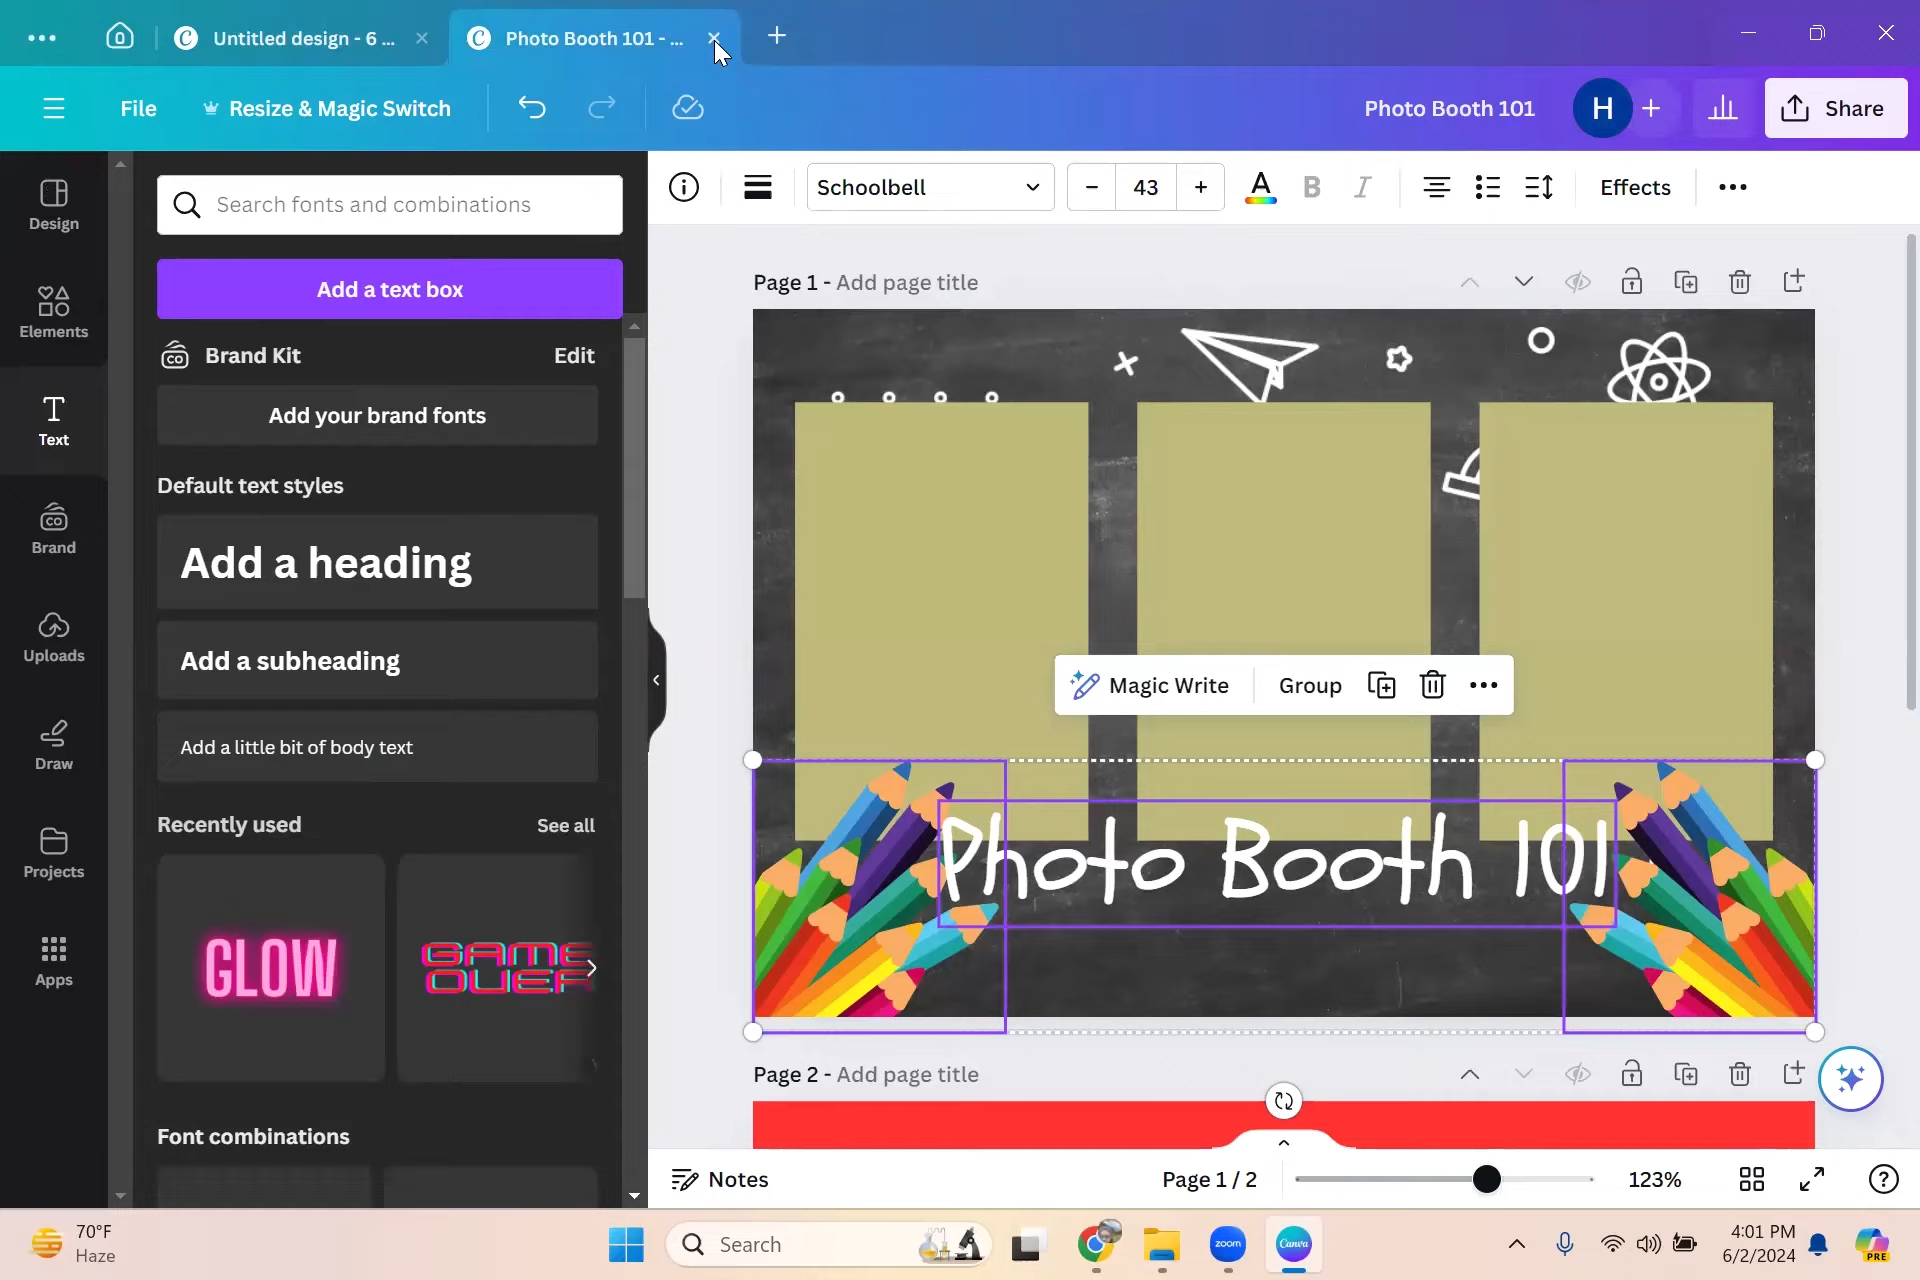 Untitled design - 6 ...
Photo Booth 101 - ...
File
Resize & Magic Switch
Photo Booth 101
H
Share
Design
Elements
Text
Brand
Uploads
Draw
Projects
Apps
Search fonts and combinations
Add a text box
Brand Kit
Edit
Add your brand fonts
Default text styles
Add a heading
Add a subheading
Add a little bit of body text
Recently used
See all
GLOW
GAME
OVER
Font combinations
Schoolbell
43
A
B
I
Effects
Page 1 - Add page title
Magic Write
Group
Photo Booth 101
Page 2 - Add page title
Notes
Page 1 / 2
123%
70°F
Haze
Search
zoom
Canva
4:01 PM
6/2/2024
PRE